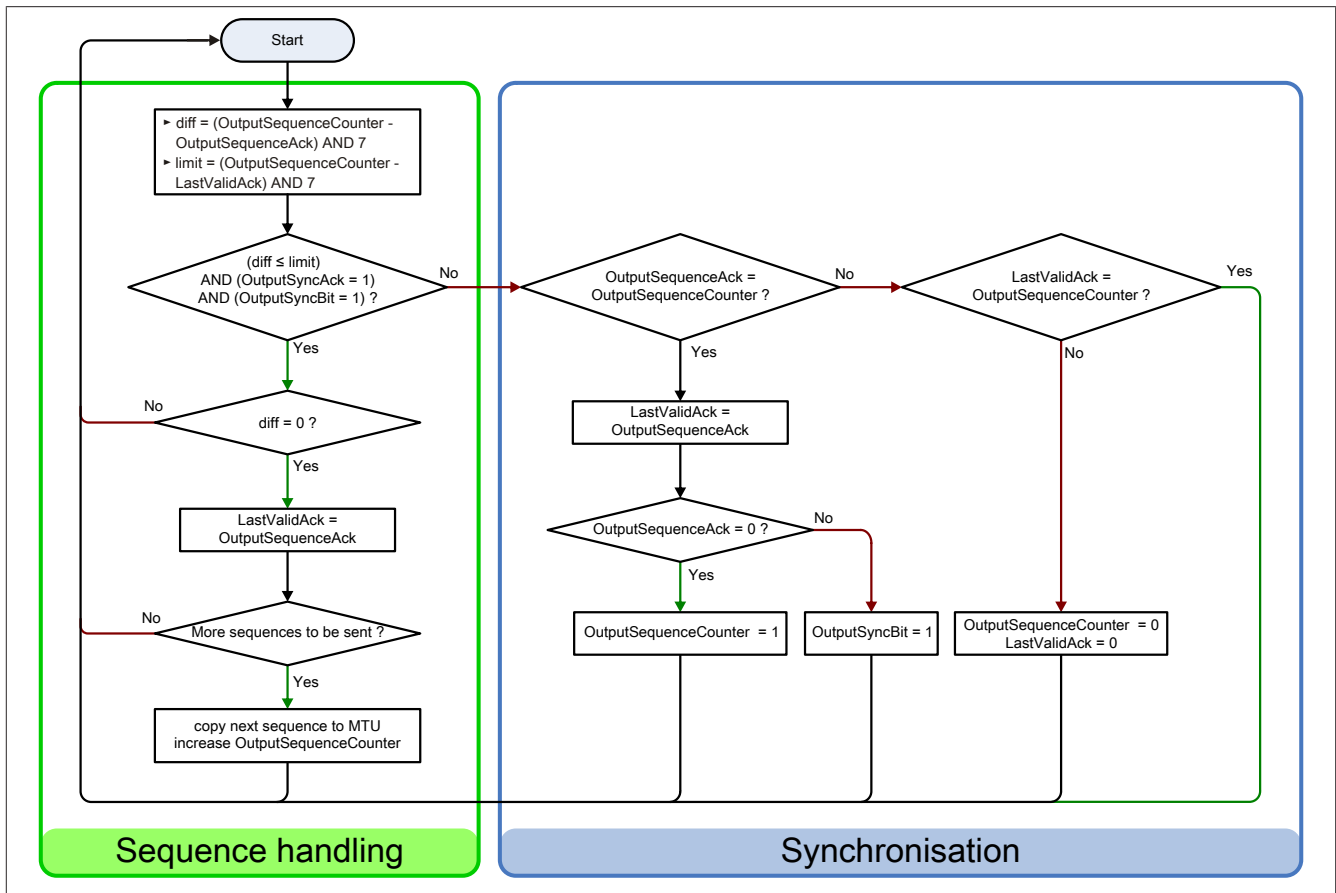 Start
► diff = (OutputSequenceCounter -
OutputSequenceAck) AND 7
► limit = (OutputSequenceCounter -
LastValidAck) AND 7
(diff ≤ limit)
AND (OutputSyncAck = 1)
AND (OutputSyncBit = 1) ?
No
Yes
diff = 0 ?
No
Yes
LastValidAck =
OutputSequenceAck
More sequences to be sent ?
No
Yes
copy next sequence to MTU
increase OutputSequenceCounter
Sequence handling
OutputSequenceAck =
OutputSequenceCounter ?
No
Yes
LastValidAck =
OutputSequenceAck
OutputSequenceAck = 0 ?
No
Yes
OutputSequenceCounter = 1
OutputSyncBit = 1
LastValidAck =
OutputSequenceCounter ?
Yes
No
OutputSequenceCounter = 0
LastValidAck = 0
Synchronisation